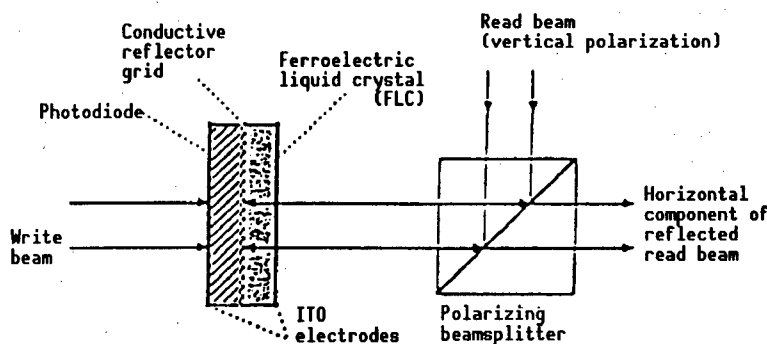 Conductive
reflector
grid
Photodiode
Ferroelectric
liquid crystal
(FLC)
Read beam
(vertical polarization)
Write
beam
Horizontal
component of
reflected
read beam
ITO
electrodes
Polarizing
beamsplitter